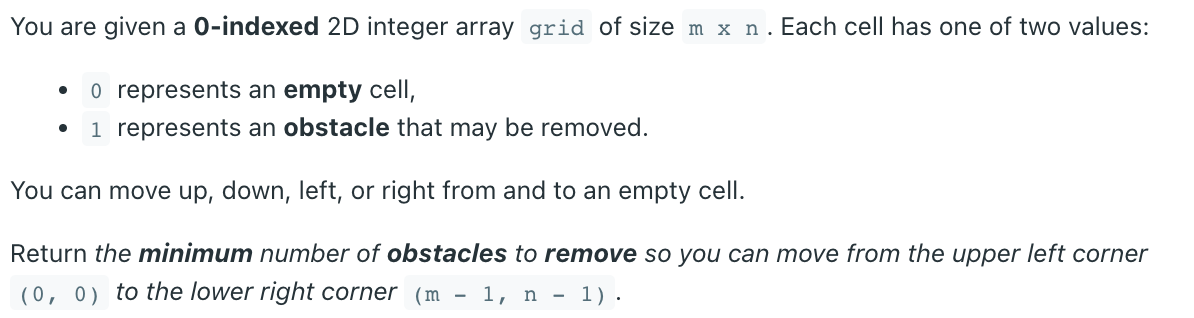 You are given a 0-indexed 2D integer array grid of size m x n. Each cell has one of two values:
• 0 represents an empty cell,
• 1 represents an obstacle that may be removed.
You can move up, down, left, or right from and to an empty cell.
Return the minimum number of obstacles to remove so you can move from the upper left corner
(0, 0) to the lower right corner (m - 1, n - 1).